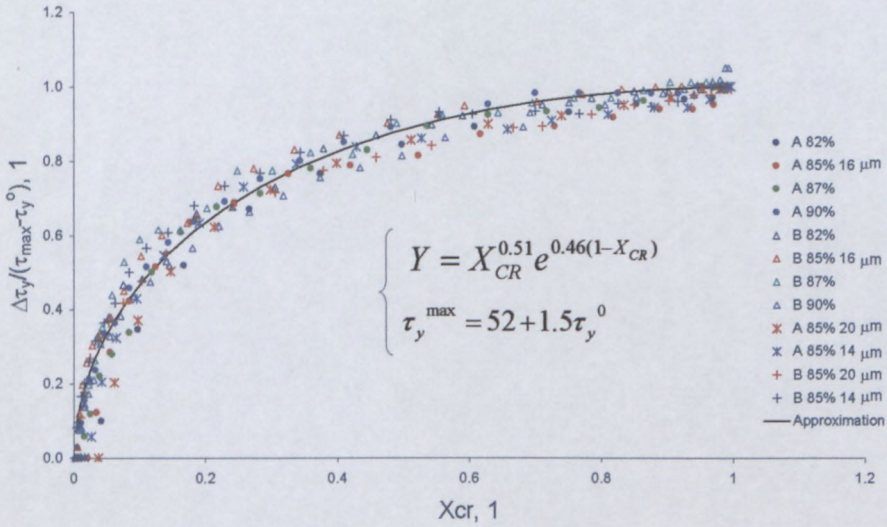 1.2
1.0
0.8
0.6
0.4
0.2
0.0
Δτy/(τmax-τy°), 1
0
0.2
0.4
0.6
0.8
1
1.2
Xcr, 1
Y = X_CR^0.51 e^0.46(1−X_CR)
τ_y^max = 52 + 1.5τ_y^0
A 82%
A 85% 16 μm
A 87%
A 90%
B 82%
B 85% 16 μm
B 87%
B 90%
A 85% 20 μm
A 85% 14 μm
B 85% 20 μm
B 85% 14 μm
Approximation